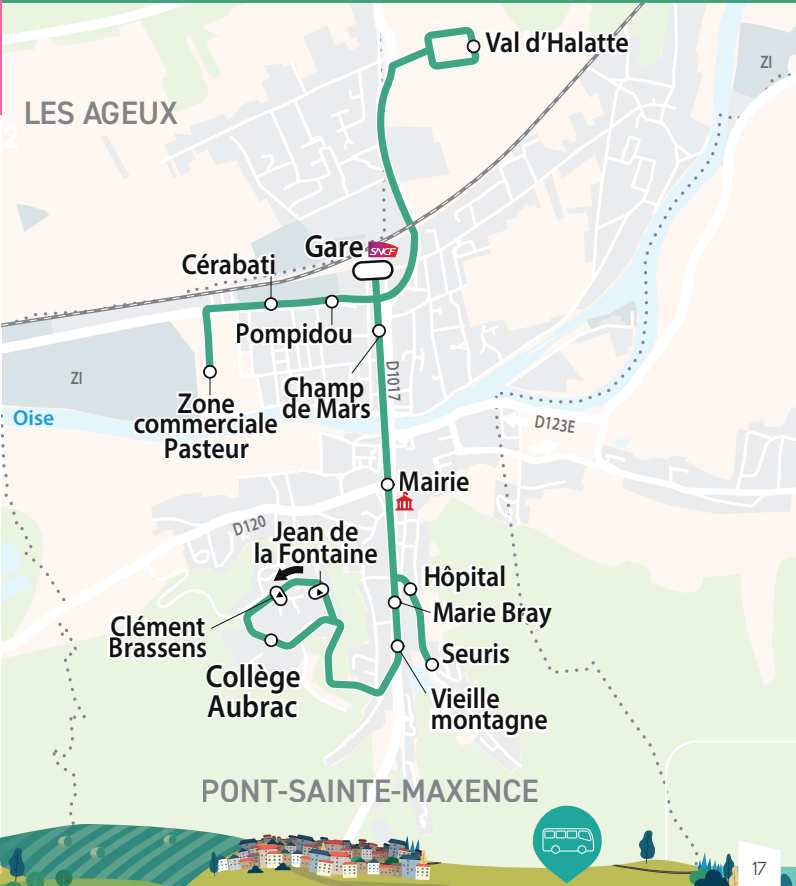 Val d'Halatte
ZI
LES AGEUX
2
Gare SNCF
Cérabati
Pompidou
Champ
de Mars
D1017
ZI
Zone
commerciale
Pasteur
Oise
D123E
Mairie
D120
Jean de
la Fontaine
Hôpital
Marie Bray
Clément
Brassens
Seuris
Collège
Aubrac
Vieille
montagne
PONT-SAINTE-MAXENCE
17